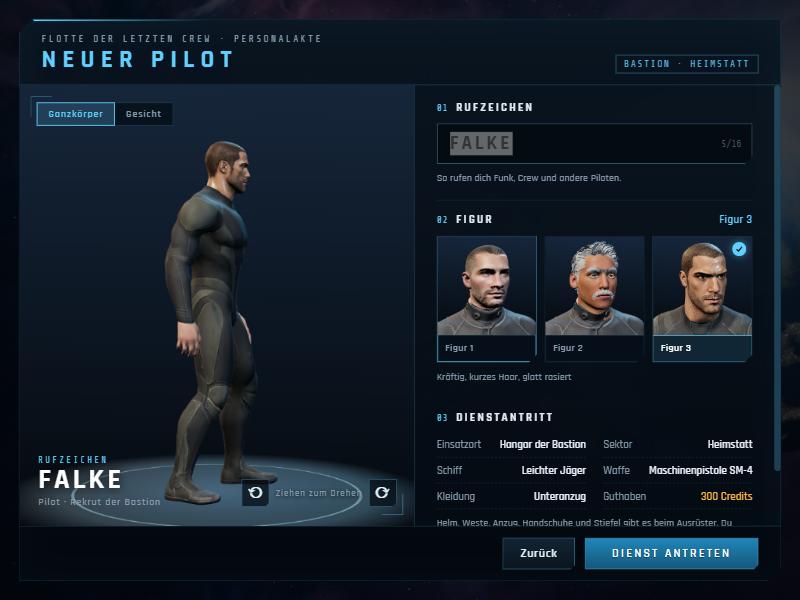 FLOTTE DER LETZTEN CREW · PERSONALAKTE
NEUER PILOT
BASTION · HEIMSTATT
Ganzkörper
Gesicht
RUFZEICHEN
FALKE
Pilot · Rekrut der Bastion
Ziehen zum Drehen
01 RUFZEICHEN
FALKE
5/16
So rufen dich Funk, Crew und andere Piloten.
02 FIGUR
Figur 3
Figur 1
Figur 2
Figur 3
Kräftig, kurzes Haar, glatt rasiert
03 DIENSTANTRITT
Einsatzort Hangar der Bastion
Sektor Heimstatt
Schiff Leichter Jäger
Waffe Maschinenpistole SM-4
Kleidung Unteranzug
Guthaben 300 Credits
Helm, Weste, Anzug, Handschuhe und Stiefel gibt es beim Ausrüster. Du
Zurück
DIENST ANTRETEN